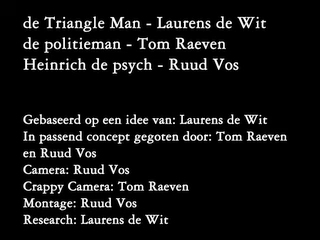 de Triangle Man - Laurens de Wit
de politieman - Tom Raeven
Heinrich de psych - Ruud Vos
Gebaseerd op een idee van: Laurens de Wit
In passend concept gegoten door: Tom Raeven
en Ruud Vos
Camera: Ruud Vos
Crappy Camera: Tom Raeven
Montage: Ruud Vos
Research: Laurens de Wit